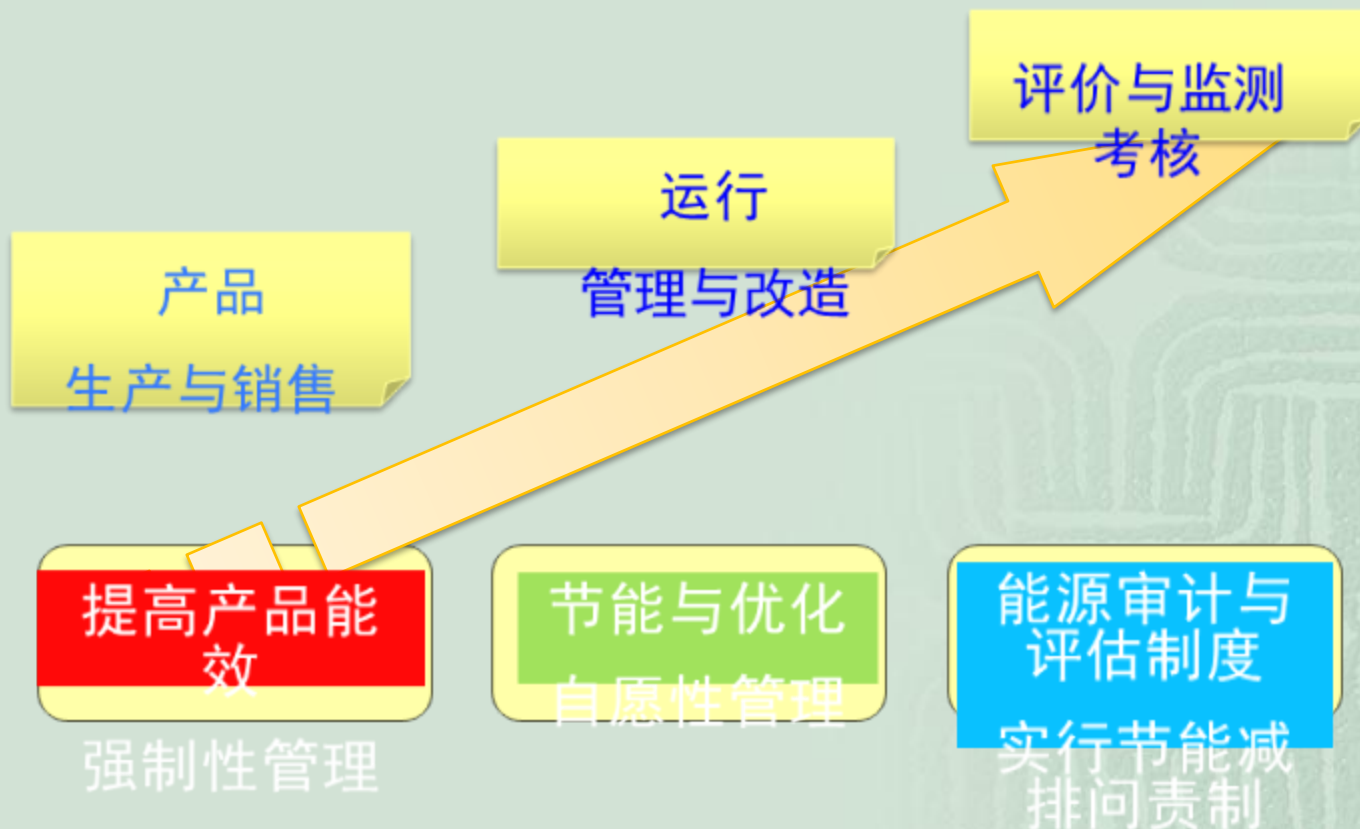 评价与监测
考核
运行
管理与改造
产品
生产与销售
提高产品能
效
强制性管理
节能与优化
自愿性管理
能源审计与
评估制度
实行节能减
排问责制